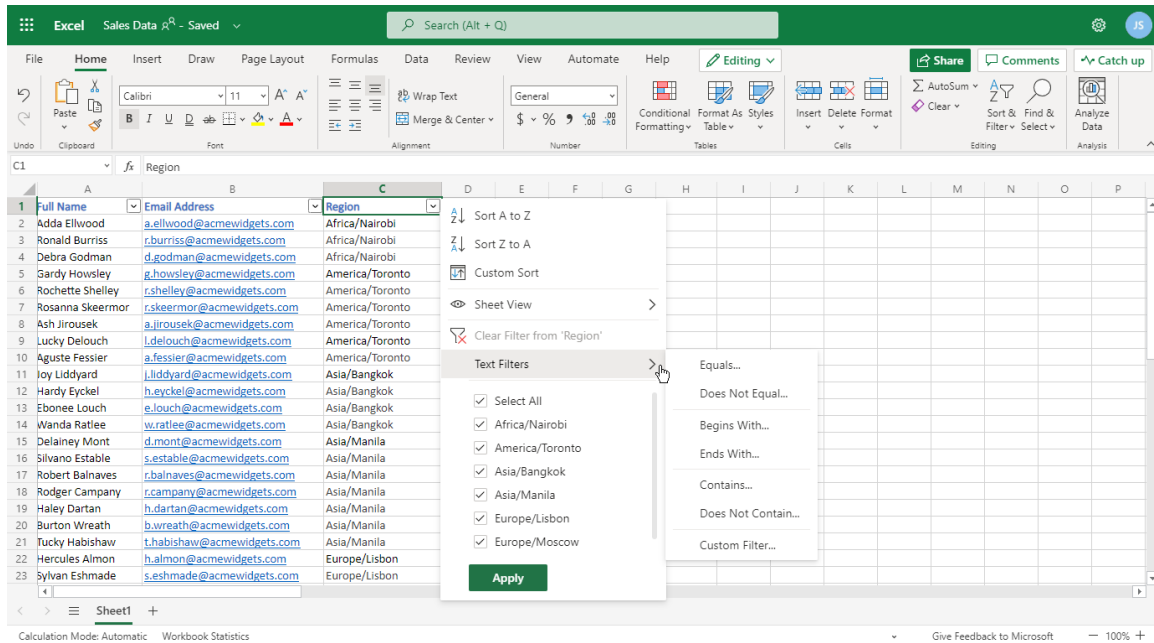 Excel Sales Data - Saved Search (Alt + Q) JS
File Home Insert Draw Page Layout Formulas Data Review View Automate Help Editing Share Comments Catch up
Calibri 11 A^ A˅ Wrap Text General AutoSum
Paste B I U D ab A Merge & Center $ % 9 Conditional Formatting Format As Table Styles Insert Delete Format Clear Sort & Filter Find & Select Analyze Data
Undo Clipboard Font Alignment Number Tables Cells Editing Analysis
C1 fx Region
A B C D E F G H I J K L M N O P
1 Full Name Email Address Region
2 Adda Ellwood a.ellwood@acmewidgets.com Africa/Nairobi
3 Ronald Burriss r.burriss@acmewidgets.com Africa/Nairobi
4 Debra Godman d.godman@acmewidgets.com Africa/Nairobi
5 Gardy Howsley g.howsley@acmewidgets.com America/Toronto
6 Rochette Shelley r.shelley@acmewidgets.com America/Toronto
7 Rosanna Skeermor r.skeermor@acmewidgets.com America/Toronto
8 Ash Jirousek a.jirousek@acmewidgets.com America/Toronto
9 Lucky Delouch l.delouch@acmewidgets.com America/Toronto
10 Aguste Fessier a.fessier@acmewidgets.com America/Toronto
11 Joy Liddyard j.liddyard@acmewidgets.com Asia/Bangkok
12 Hardy Eyckel h.eyckel@acmewidgets.com Asia/Bangkok
13 Ebonee Louch e.louch@acmewidgets.com Asia/Bangkok
14 Wanda Ratlee w.ratlee@acmewidgets.com Asia/Bangkok
15 Delainey Mont d.mont@acmewidgets.com Asia/Manila
16 Silvano Estable s.estable@acmewidgets.com Asia/Manila
17 Robert Balnaves r.balnaves@acmewidgets.com Asia/Manila
18 Rodger Campany r.campany@acmewidgets.com Asia/Manila
19 Haley Dartan h.dartan@acmewidgets.com Asia/Manila
20 Burton Wreath b.wreath@acmewidgets.com Asia/Manila
21 Tucky Habishaw t.habishaw@acmewidgets.com Asia/Manila
22 Hercules Almon h.almon@acmewidgets.com Europe/Lisbon
23 Sylvan Eshmade s.eshmade@acmewidgets.com Europe/Lisbon
Sort A to Z
Sort Z to A
Custom Sort
Sheet View
Clear Filter from 'Region'
Text Filters
Select All
Africa/Nairobi
America/Toronto
Asia/Bangkok
Asia/Manila
Europe/Lisbon
Europe/Moscow
Apply
Equals...
Does Not Equal...
Begins With...
Ends With...
Contains...
Does Not Contain...
Custom Filter...
Sheet1
Calculation Mode: Automatic Workbook Statistics Give Feedback to Microsoft 100%